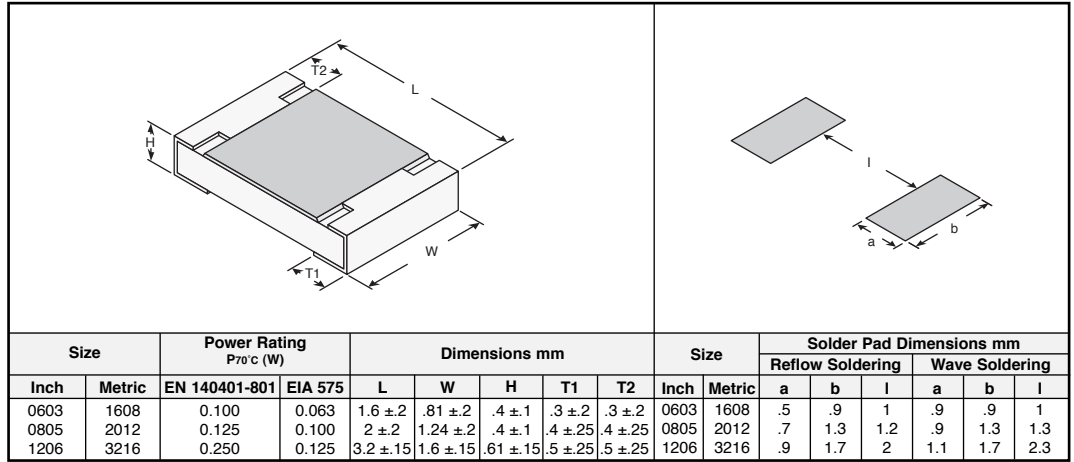 T2
L
H
W
T1
l
a
b
Size
Power Rating
P70°C (W)
Dimensions mm
Size
Solder Pad Dimensions mm
Reflow Soldering Wave Soldering
Inch Metric EN 140401-801 EIA 575 L W H T1 T2 Inch Metric a b l a b l
0603 1608 0.100 0.063 1.6 ±.2 .81 ±.2 .4 ±.1 .3 ±.2 .3 ±.2 0603 1608 .5 .9 1 .9 .9 1
0805 2012 0.125 0.100 2 ±.2 1.24 ±.2 .4 ±.1 .4 ±.25 .4 ±.25 0805 2012 .7 1.3 1.2 .9 1.3 1.3
1206 3216 0.250 0.125 3.2 ±.15 1.6 ±.15 .61 ±.15 .5 ±.25 .5 ±.25 1206 3216 .9 1.7 2 1.1 1.7 2.3